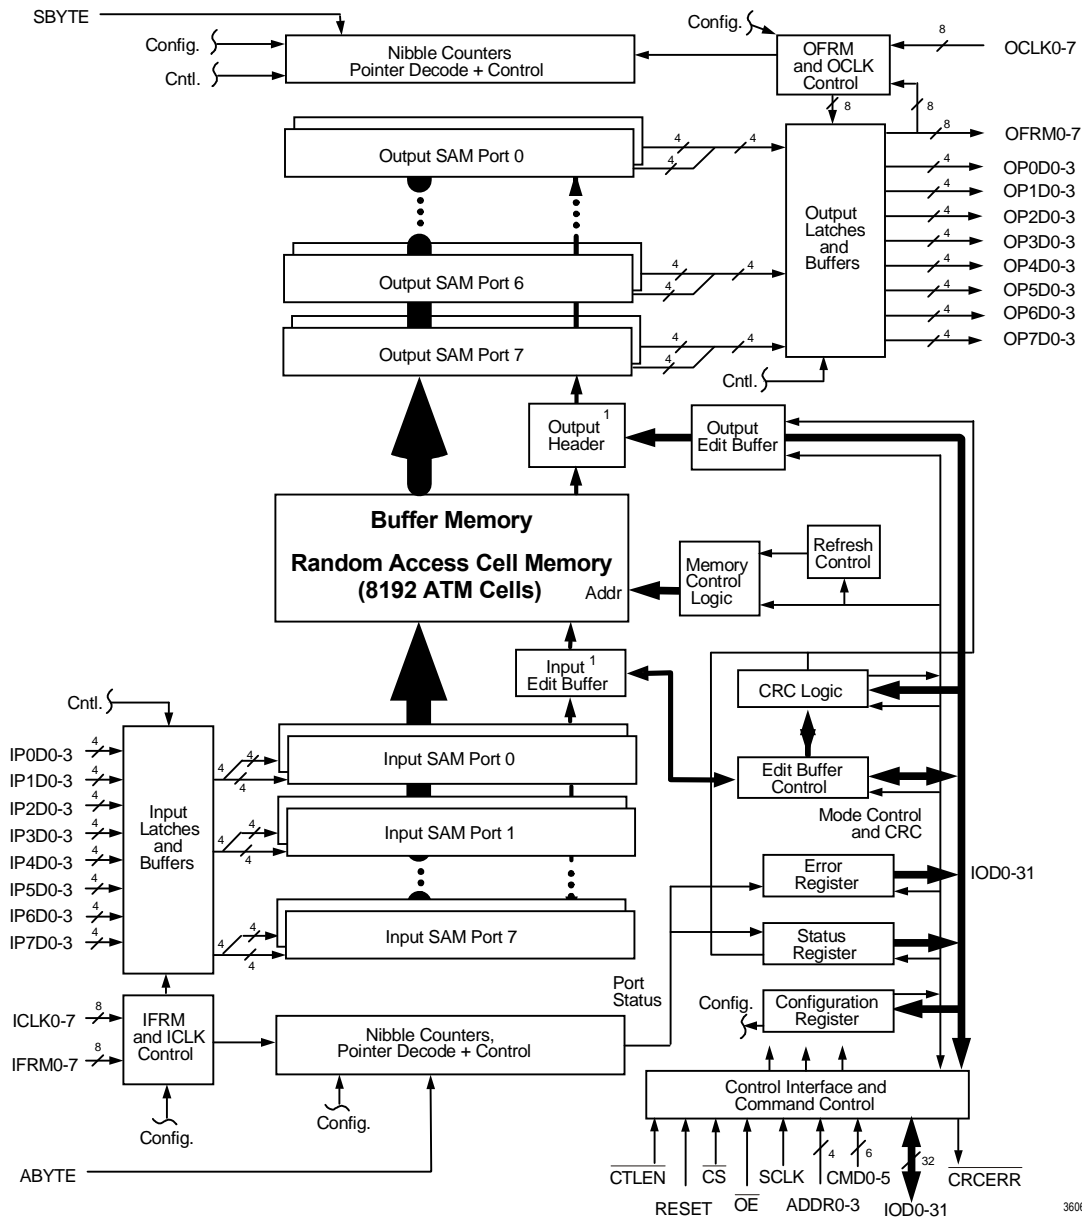 SBYTE
Config.
Cntl.
Nibble Counters
Pointer Decode + Control
Config.
OFRM
and OCLK
Control
8
OCLK0-7
8
8
Output SAM Port 0
4
4
4
8
OFRM0-7
4
OP0D0-3
4
OP1D0-3
4
OP2D0-3
4
OP3D0-3
4
OP4D0-3
4
OP5D0-3
4
OP6D0-3
4
OP7D0-3
Output
Latches
and
Buffers
Output SAM Port 6
4
4
4
Output SAM Port 7
4
4
4
Cntl.
Output 1
Header
Output
Edit Buffer
Buffer Memory
Random Access Cell Memory
(8192 ATM Cells)
Addr
Memory
Control
Logic
Refresh
Control
Input 1
Edit Buffer
CRC Logic
Edit Buffer
Control
Mode Control
and CRC
Cntl.
4
IP0D0-3
4
IP1D0-3
4
IP2D0-3
4
IP3D0-3
4
IP4D0-3
4
IP5D0-3
4
IP6D0-3
4
IP7D0-3
Input
Latches
and
Buffers
4
4
Input SAM Port 0
4
4
4
Input SAM Port 1
4
4
4
Input SAM Port 7
4
4
4
Error
Register
IOD0-31
Status
Register
Port
Status
Config.
Configuration
Register
8
ICLK0-7
8
IFRM0-7
IFRM
and ICLK
Control
Nibble Counters,
Pointer Decode + Control
Config.
Config.
Control Interface and
Command Control
ABYTE
CTLEN
RESET
CS
OE
SCLK
4
ADDR0-3
6
CMD0-5
32
IOD0-31
CRCERR